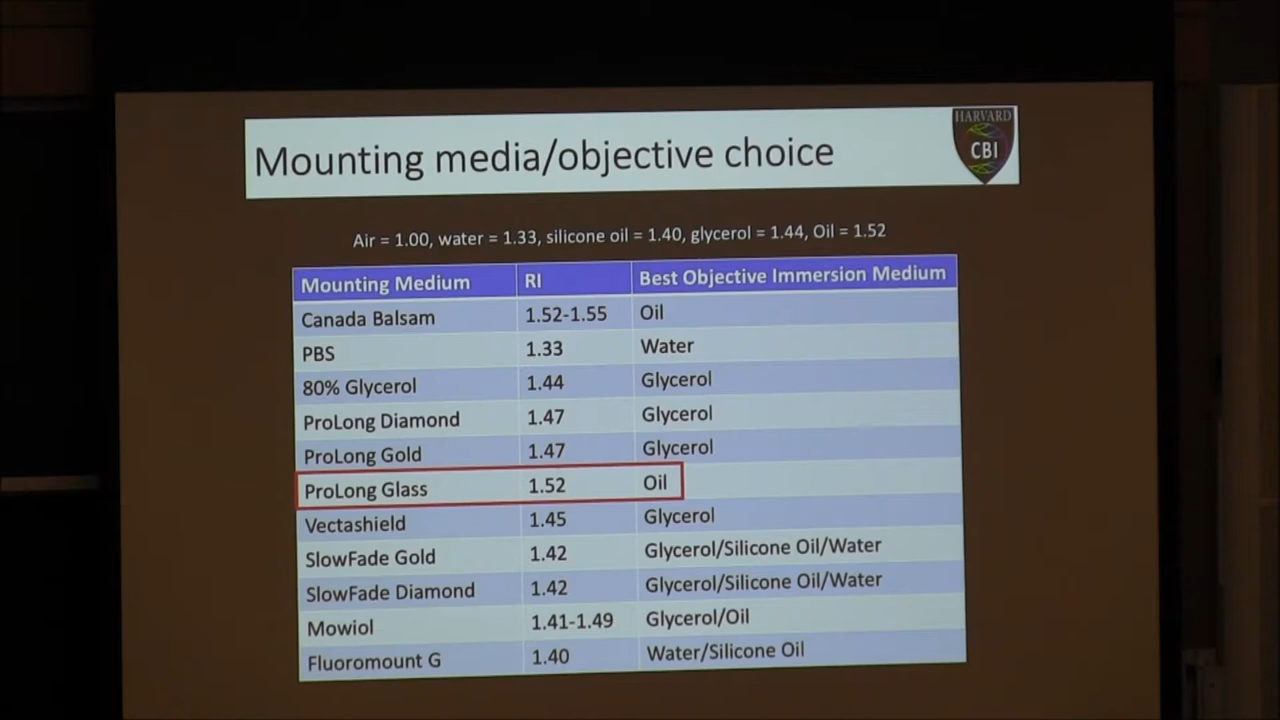 HARVARD
CBI
Mounting media/objective choice
Air = 1.00, water = 1.33, silicone oil = 1.40, glycerol = 1.44, Oil = 1.52
Mounting Medium RI Best Objective Immersion Medium
Canada Balsam 1.52-1.55 Oil
PBS 1.33 Water
80% Glycerol 1.44 Glycerol
ProLong Diamond 1.47 Glycerol
ProLong Gold 1.47 Glycerol
ProLong Glass 1.52 Oil
Vectashield 1.45 Glycerol
SlowFade Gold 1.42 Glycerol/Silicone Oil/Water
SlowFade Diamond 1.42 Glycerol/Silicone Oil/Water
Mowiol 1.41-1.49 Glycerol/Oil
Fluoromount G 1.40 Water/Silicone Oil